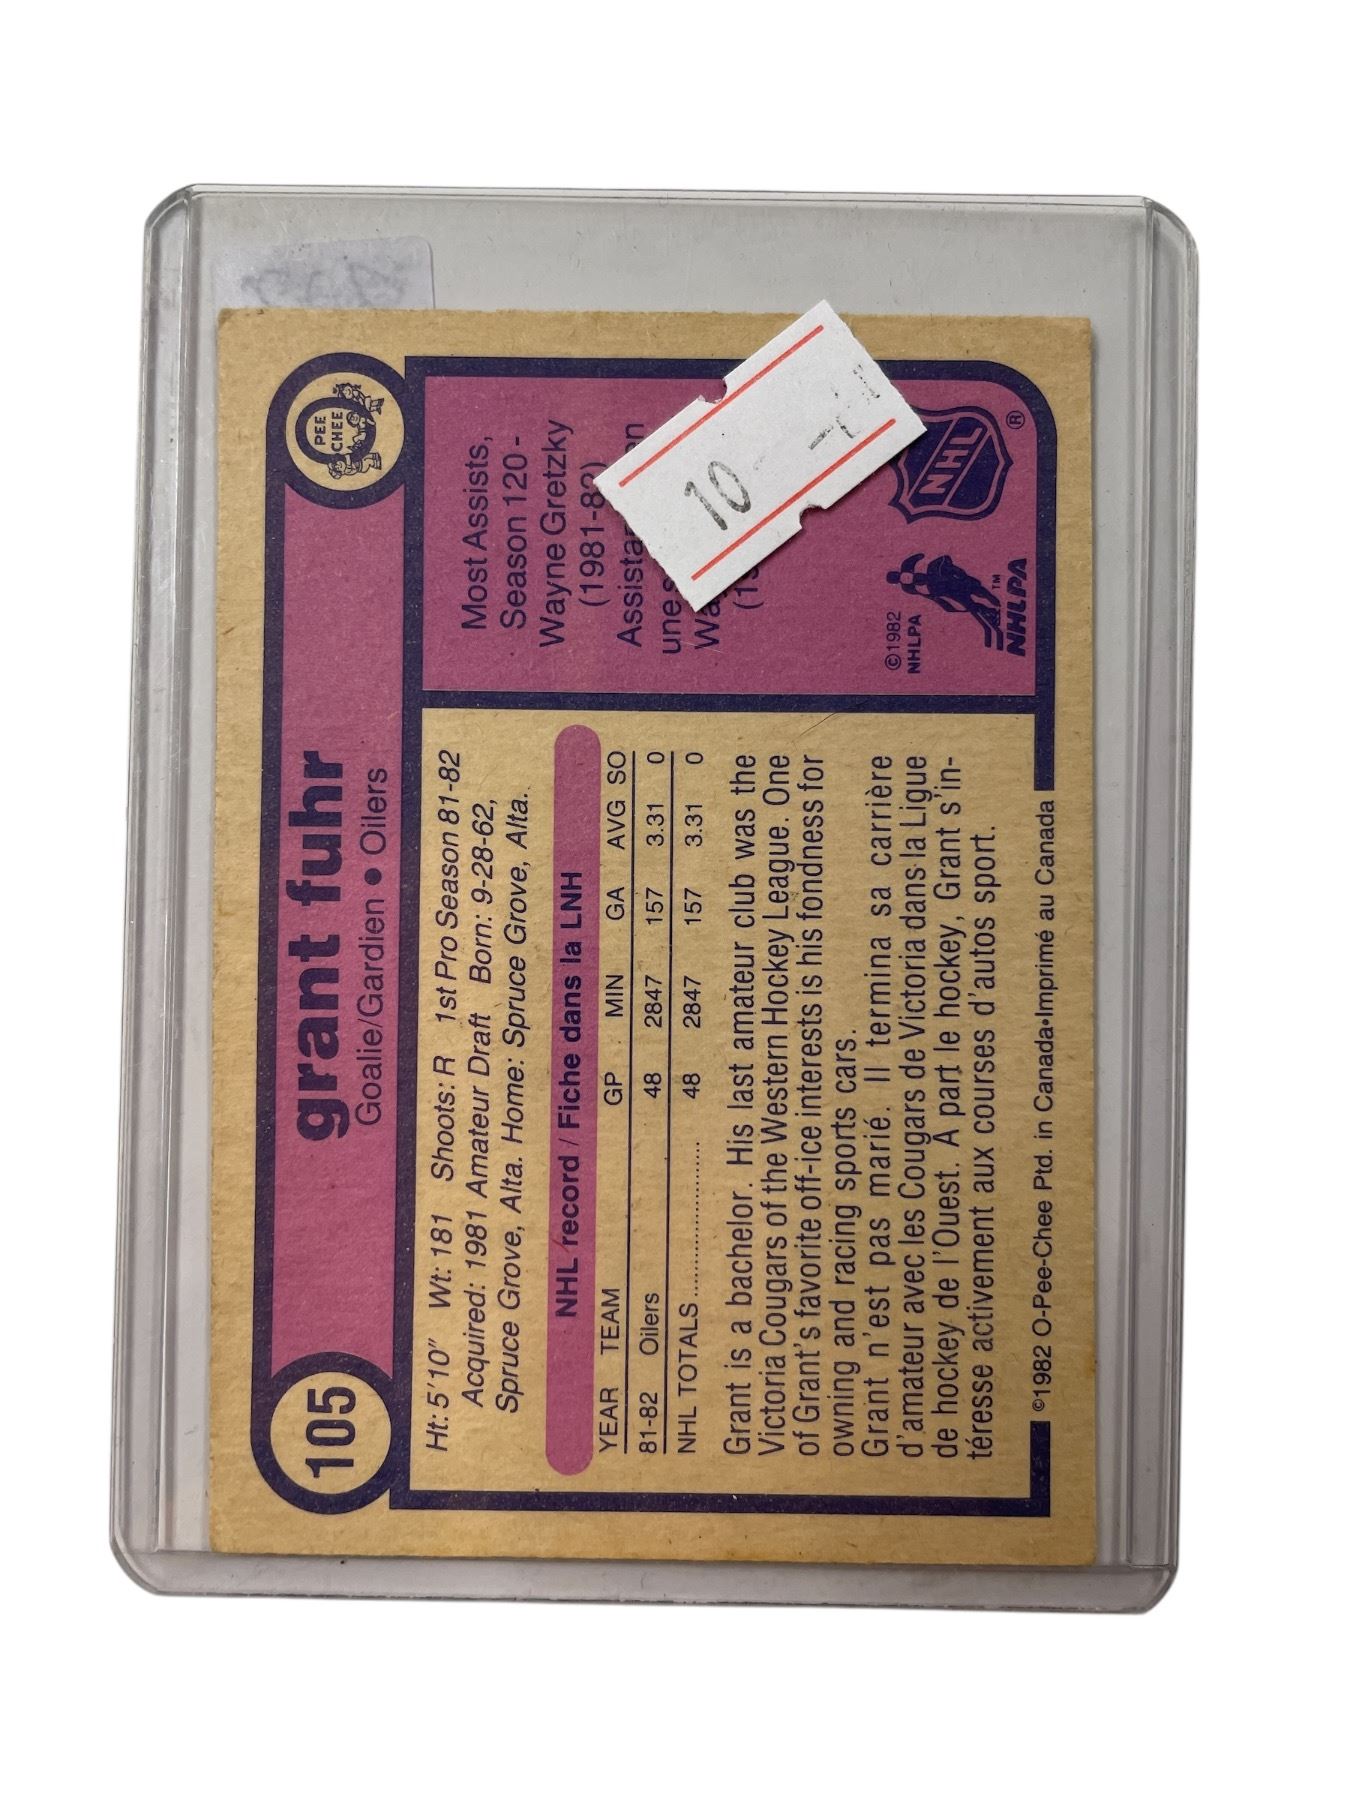 105
grant fuhr
Goalie/Gardien • Oilers
O
PEE
CHEE
Ht: 5'10" Wt: 181 Shoots: R 1st Pro Season 81-82
Acquired: 1981 Amateur Draft Born: 9-28-62,
Spruce Grove, Alta. Home: Spruce Grove, Alta.
NHL record / Fiche dans la LNH
YEAR TEAM GP MIN GA AVG SO
81-82 Oilers 48 2847 157 3.31 0
NHL TOTALS.................... 48 2847 157 3.31 0
Grant is a bachelor. His last amateur club was the
Victoria Cougars of the Western Hockey League. One
of Grant's favorite off-ice interests is his fondness for
owning and racing sports cars.
Grant n'est pas marié. Il termina sa carrière
d'amateur avec les Cougars de Victoria dans la Ligue
de hockey de l'Ouest. À part le hockey, Grant s'in-
téresse activement aux courses d'autos sport.
©1982 O-Pee-Chee Ptd. in Canada•Imprimé au Canada
Most Assists,
Season 120 -
Wayne Gretzky
(1981-82)
10
©1982
NHLPA
NHL ®
NHLPA ™